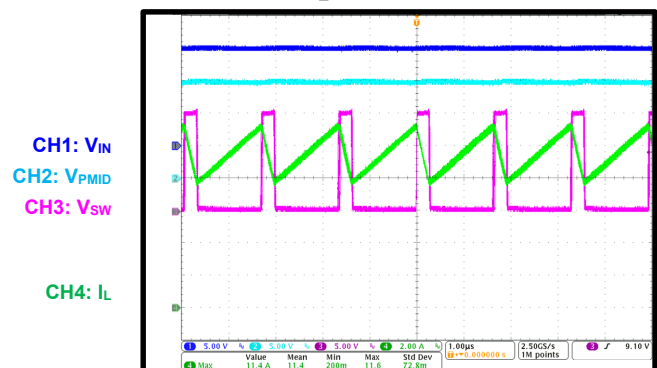 CH1: VIN
CH2: VPMID
CH3: VSW
CH4: IL
1 5.00 V 2 5.00 V 3 5.00 V 4 2.00 A 1.00µs 2.50GS/s 3 9.10 V
0.000000 s 1M points
Value Mean Min Max Std Dev
4 Max 11.4 A 11.4 200m 11.6 72.8m